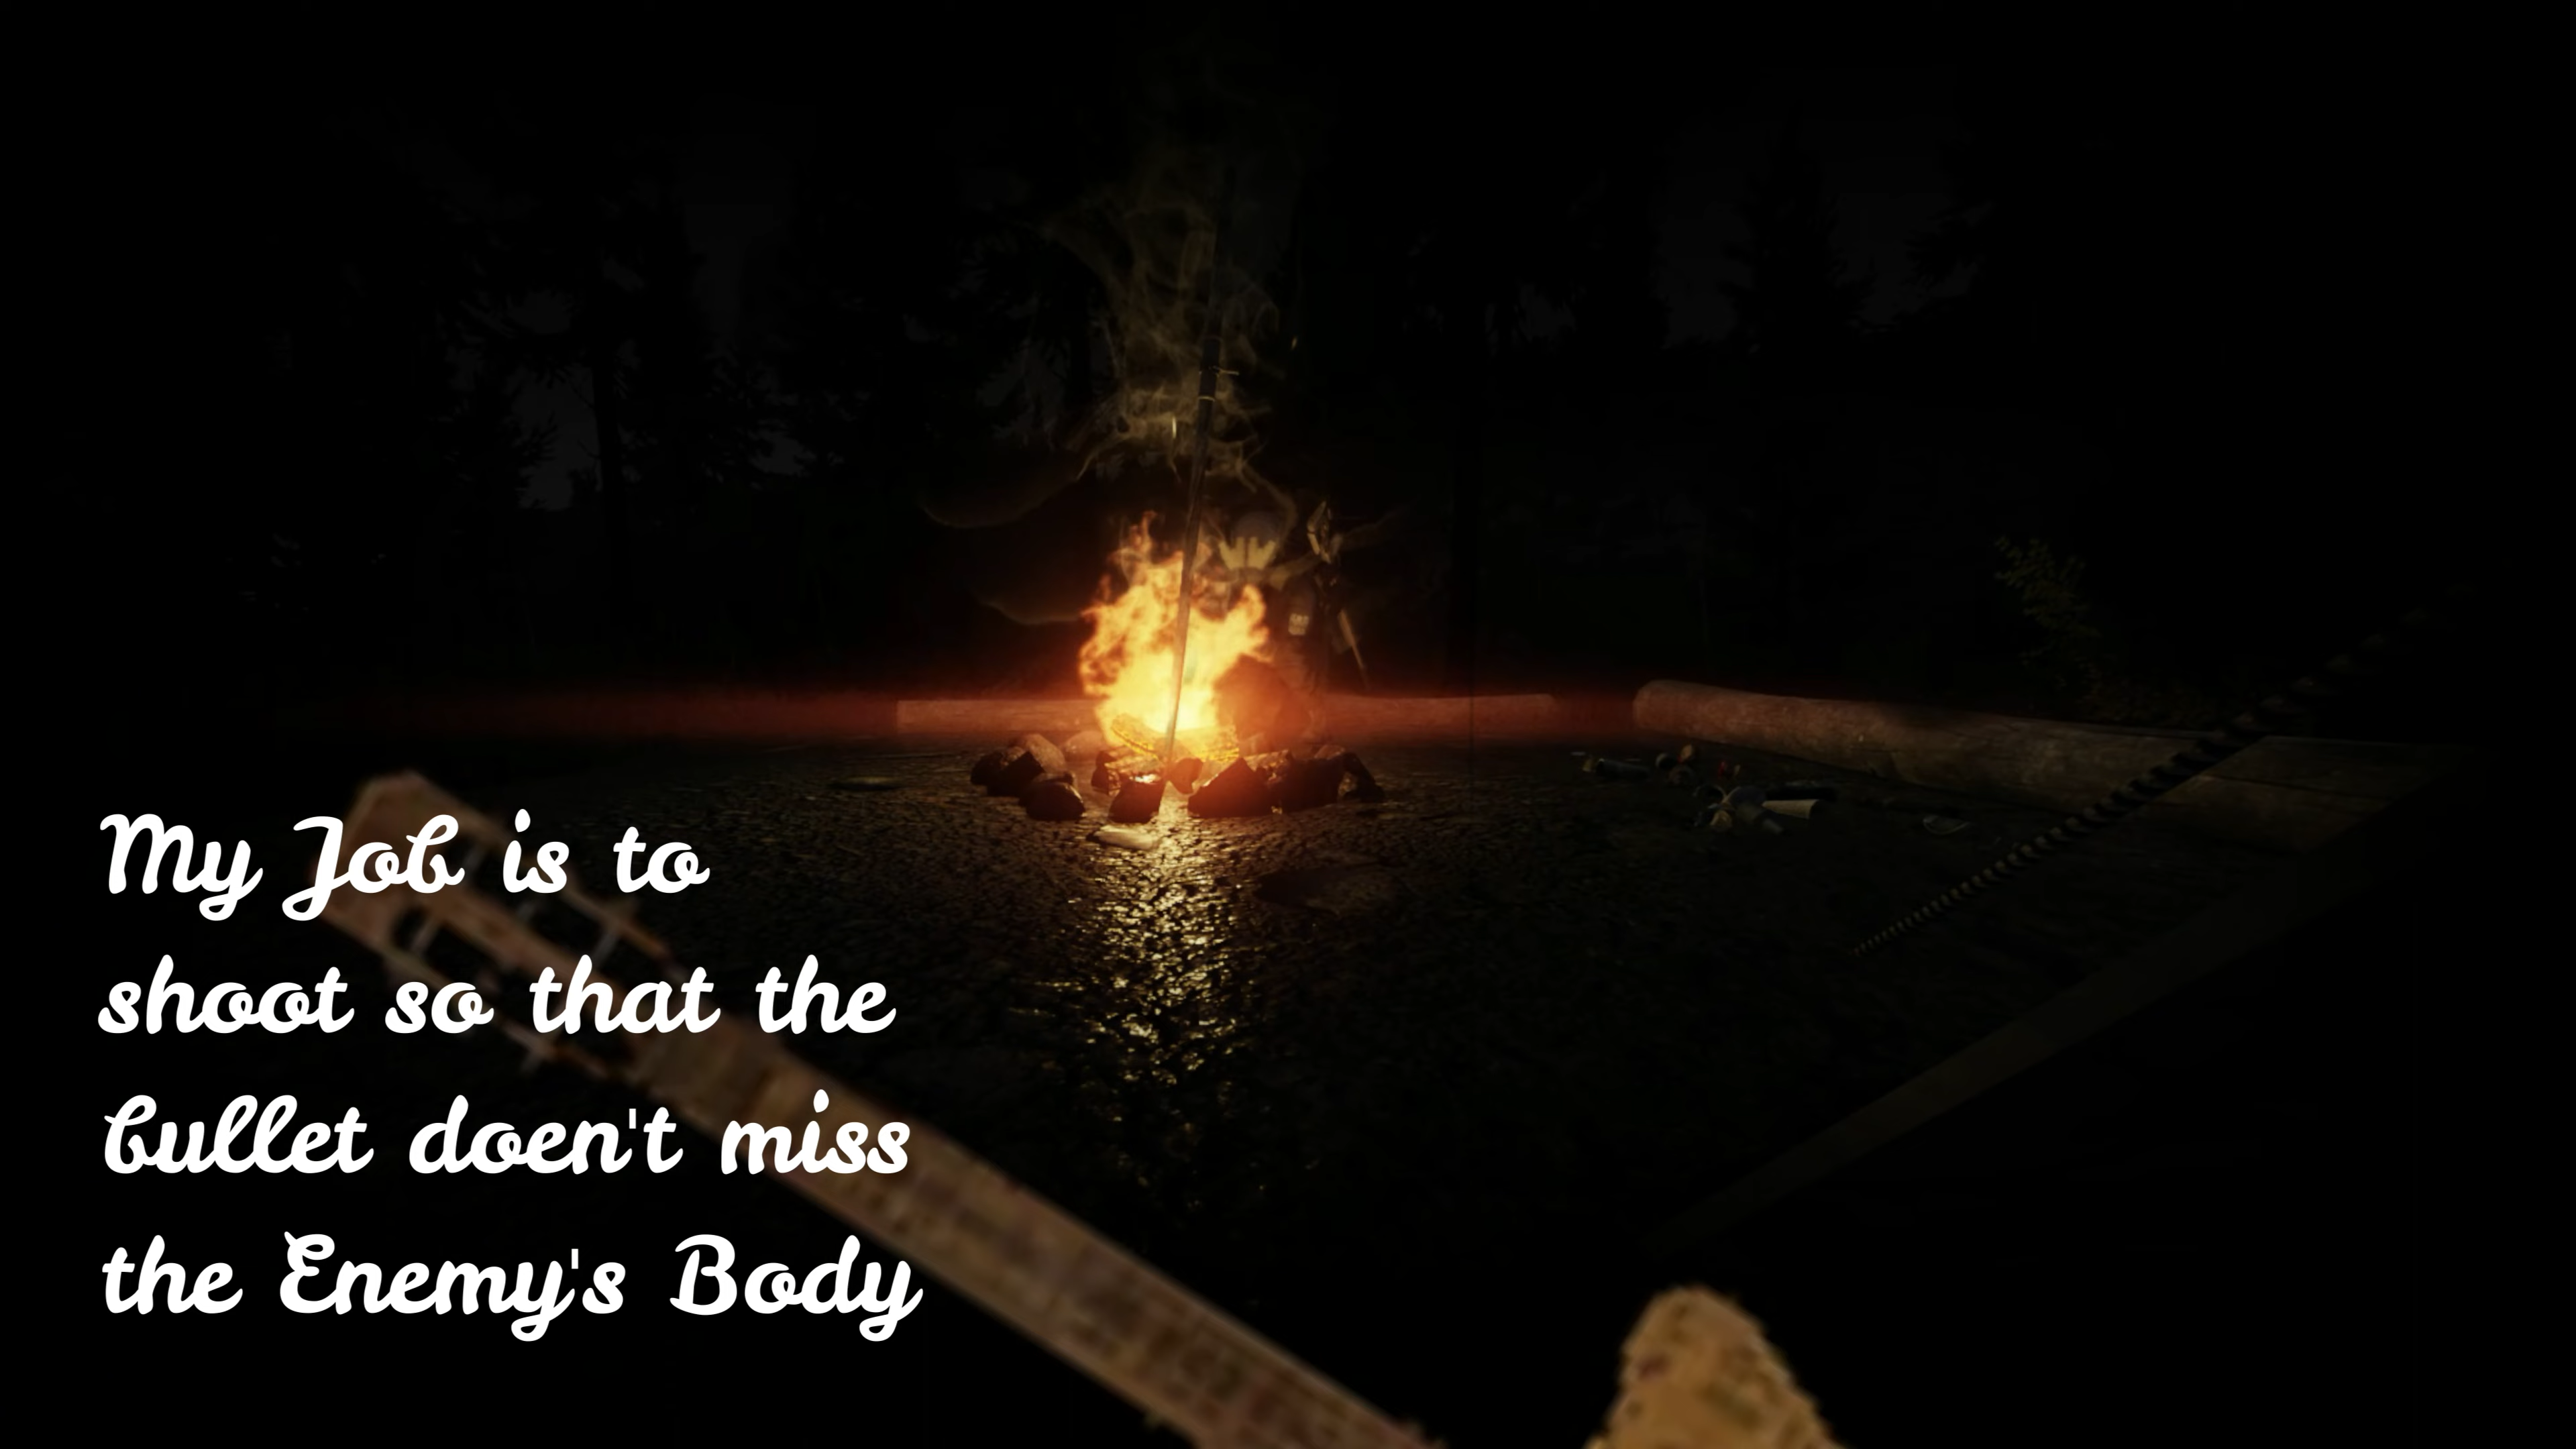 My Job is to
shoot so that the
bullet doen't miss
the Enemy's Body